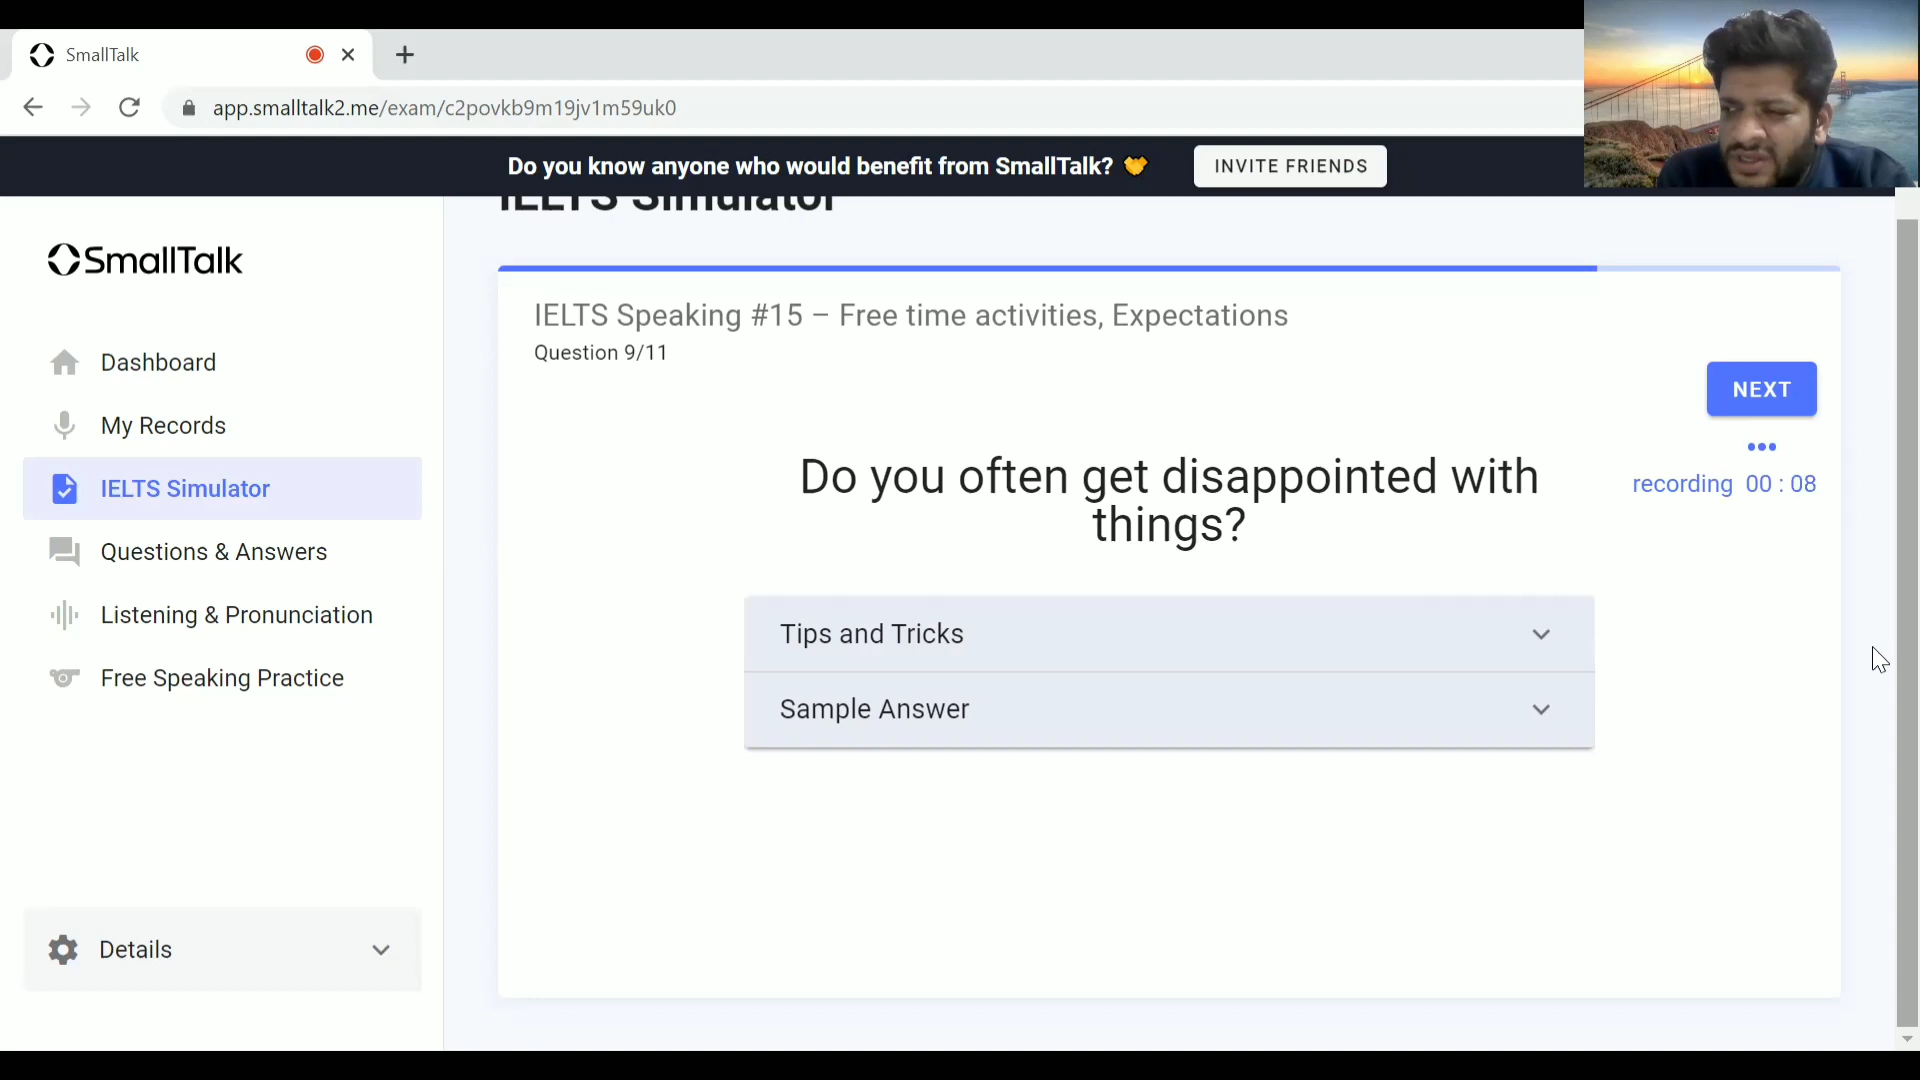 SmallTalk
app.smalltalk2.me/exam/c2povkb9m19jv1m59uk0
Do you know anyone who would benefit from SmallTalk?
INVITE FRIENDS
IELTS Simulator
SmallTalk
Dashboard
My Records
IELTS Simulator
Questions & Answers
Listening & Pronunciation
Free Speaking Practice
Details
IELTS Speaking #15 – Free time activities, Expectations
Question 9/11
NEXT
recording 00 : 08
Do you often get disappointed with
things?
Tips and Tricks
Sample Answer